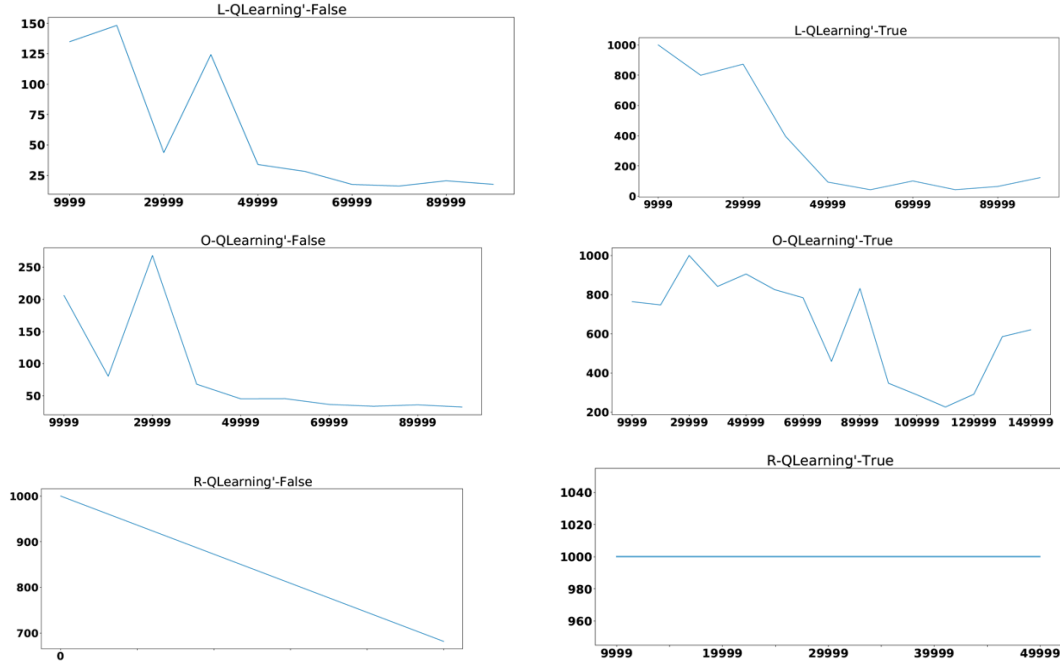 L-QLearning'-False
150
125
100
75
50
25
9999 29999 49999 69999 89999
L-QLearning'-True
1000
800
600
400
200
0
9999 29999 49999 69999 89999
O-QLearning'-False
250
200
150
100
50
9999 29999 49999 69999 89999
O-QLearning'-True
1000
800
600
400
200
9999 29999 49999 69999 89999 109999 129999 149999
R-QLearning'-False
1000
900
800
700
0
R-QLearning'-True
1040
1020
1000
980
960
9999 19999 29999 39999 49999